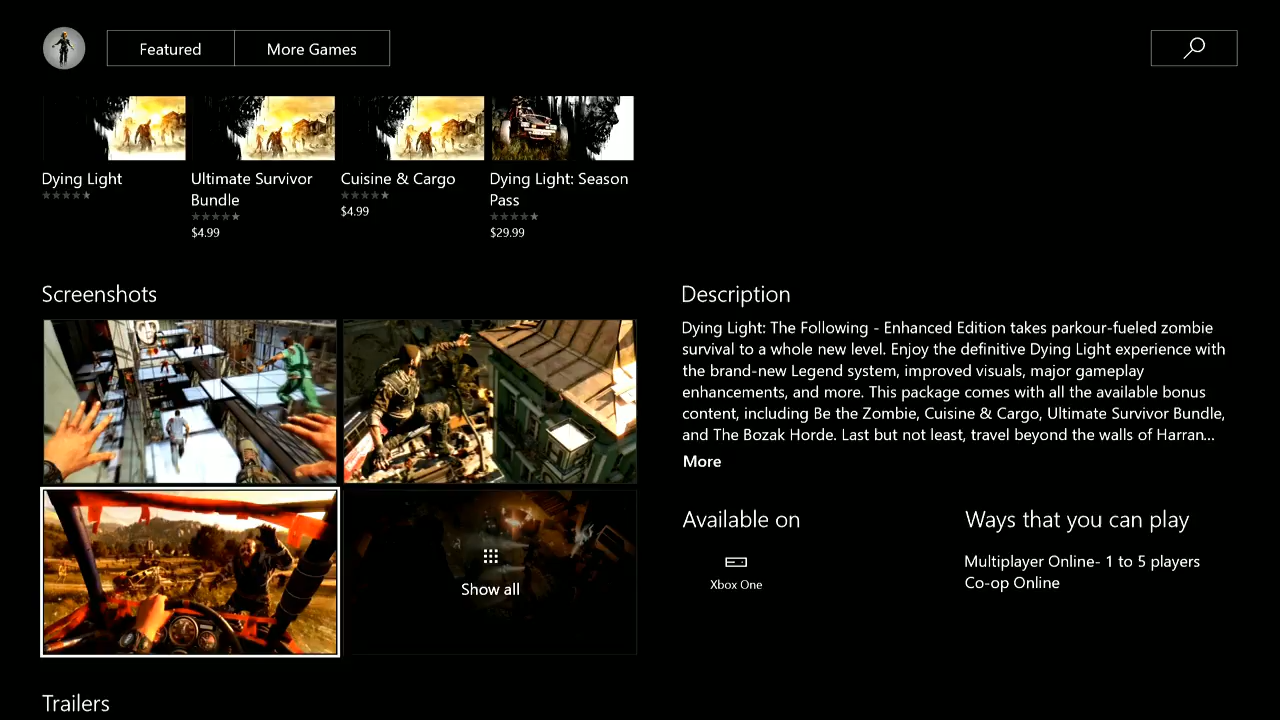 Featured
More Games
Dying Light
Ultimate Survivor
Bundle
$4.99
Cuisine & Cargo
$4.99
Dying Light: Season
Pass
$29.99
Screenshots
Show all
Description
Dying Light: The Following - Enhanced Edition takes parkour-fueled zombie
survival to a whole new level. Enjoy the definitive Dying Light experience with
the brand-new Legend system, improved visuals, major gameplay
enhancements, and more. This package comes with all the available bonus
content, including Be the Zombie, Cuisine & Cargo, Ultimate Survivor Bundle,
and The Bozak Horde. Last but not least, travel beyond the walls of Harran...
More
Available on
Xbox One
Ways that you can play
Multiplayer Online- 1 to 5 players
Co-op Online
Trailers